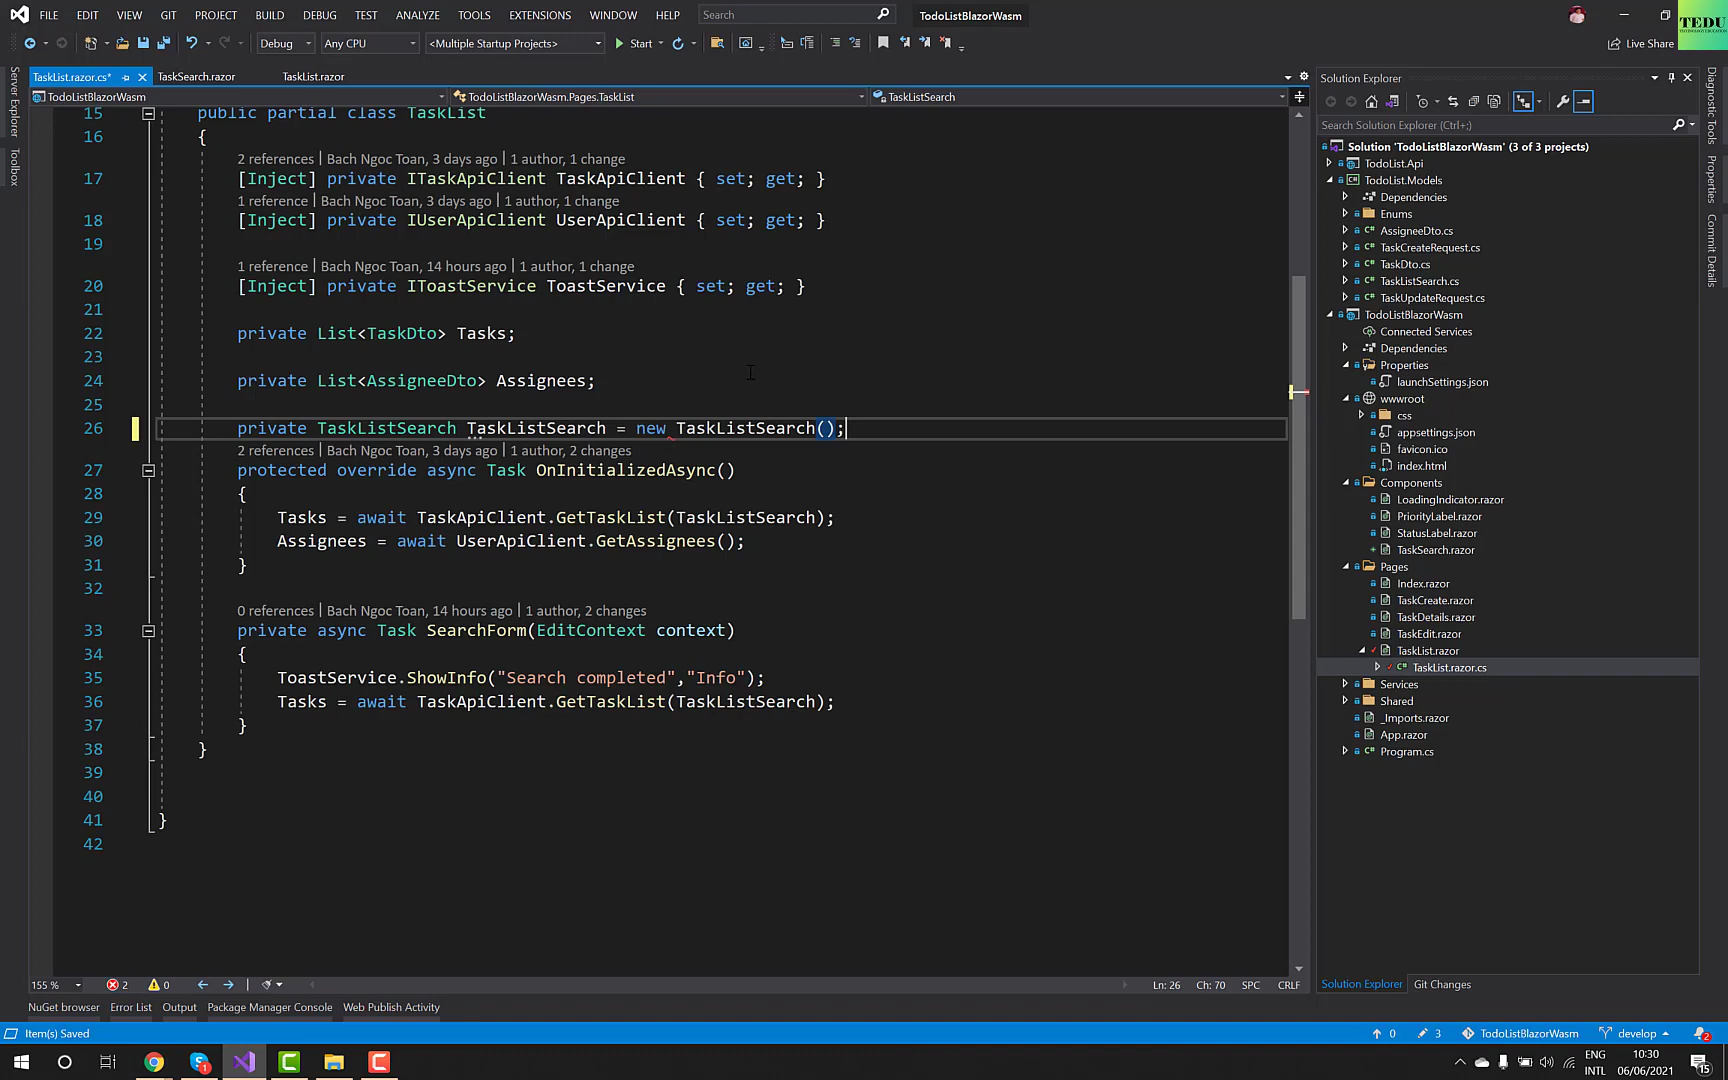 FILE EDIT VIEW GIT PROJECT BUILD DEBUG TEST ANALYZE TOOLS EXTENSIONS WINDOW HELP Search TodoListBlazorWasm
TEDU
Debug Any CPU <Multiple Startup Projects> Start Live Share
TaskList.razor.cs* TaskSearch.razor TaskList.razor
TodoListBlazorWasm TodoListBlazorWasm.Pages.TaskList TaskListSearch
Server Explorer
Toolbox
15 public partial class TaskList
16 {
2 references | Bach Ngoc Toan, 3 days ago | 1 author, 1 change
17 [Inject] private ITaskApiClient TaskApiClient { set; get; }
1 reference | Bach Ngoc Toan, 3 days ago | 1 author, 1 change
18 [Inject] private IUserApiClient UserApiClient { set; get; }
19
1 reference | Bach Ngoc Toan, 14 hours ago | 1 author, 1 change
20 [Inject] private IToastService ToastService { set; get; }
21
22 private List<TaskDto> Tasks;
23
24 private List<AssigneeDto> Assignees;
25
26 private TaskListSearch TaskListSearch = new TaskListSearch();
2 references | Bach Ngoc Toan, 3 days ago | 1 author, 2 changes
27 protected override async Task OnInitializedAsync()
28 {
29 Tasks = await TaskApiClient.GetTaskList(TaskListSearch);
30 Assignees = await UserApiClient.GetAssignees();
31 }
32
0 references | Bach Ngoc Toan, 14 hours ago | 1 author, 2 changes
33 private async Task SearchForm(EditContext context)
34 {
35 ToastService.ShowInfo("Search completed","Info");
36 Tasks = await TaskApiClient.GetTaskList(TaskListSearch);
37 }
38 }
39
40
41 }
42
155 % 2 0 Ln: 26 Ch: 70 SPC CRLF
Solution Explorer
Search Solution Explorer (Ctrl+;)
Solution 'TodoListBlazorWasm' (3 of 3 projects)
TodoList.Api
TodoList.Models
Dependencies
Enums
AssigneeDto.cs
TaskCreateRequest.cs
TaskDto.cs
TaskListSearch.cs
TaskUpdateRequest.cs
TodoListBlazorWasm
Connected Services
Dependencies
Properties
launchSettings.json
wwwroot
css
appsettings.json
favicon.ico
index.html
Components
LoadingIndicator.razor
PriorityLabel.razor
StatusLabel.razor
TaskSearch.razor
Pages
Index.razor
TaskCreate.razor
TaskDetails.razor
TaskEdit.razor
TaskList.razor
TaskList.razor.cs
Services
Shared
_Imports.razor
App.razor
Program.cs
Solution Explorer Git Changes
Diagnostic Tools
Properties
Commit Details
NuGet browser Error List Output Package Manager Console Web Publish Activity
Item(s) Saved 0 3 TodoListBlazorWasm develop 2
ENG
INTL
10:30
06/06/2021
15